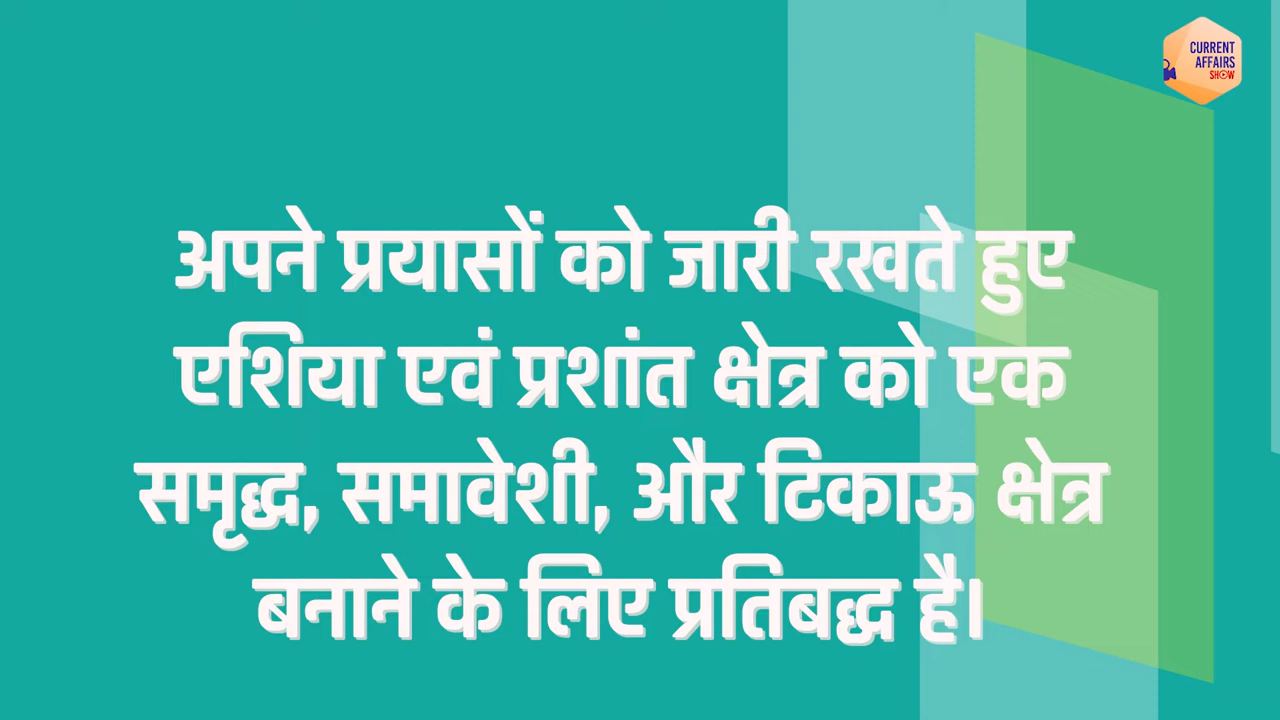 CURRENT
AFFAIRS
SHOW
अपने प्रयासों को जारी रखते हुए
एशिया एवं प्रशांत क्षेत्र को एक
समृद्ध, समावेशी, और टिकाऊ क्षेत्र
बनाने के लिए प्रतिबद्ध है।